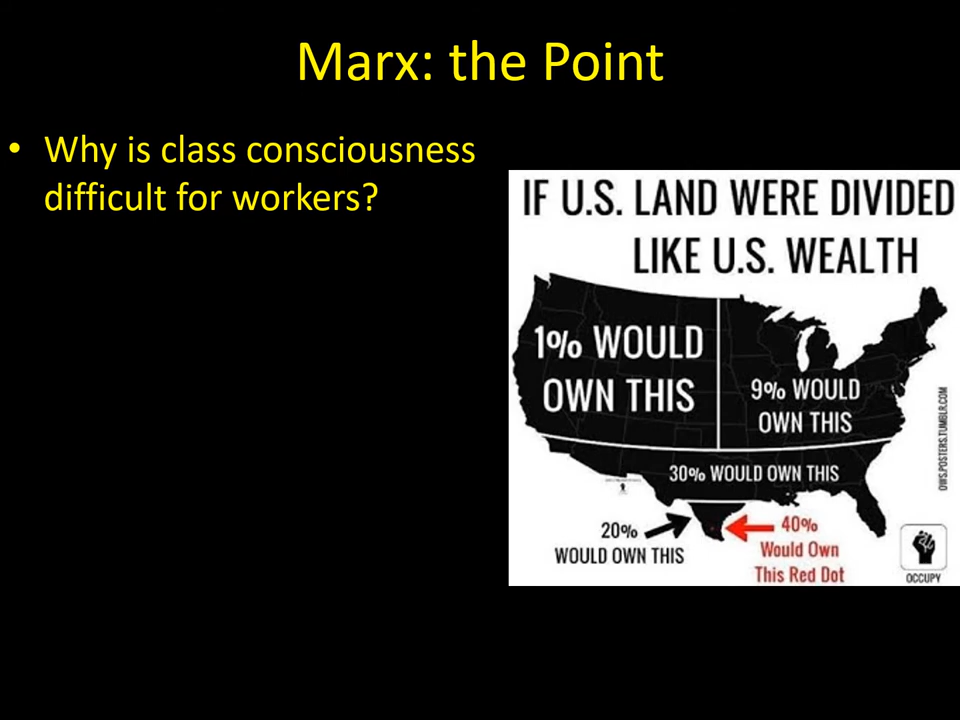 Marx: the Point
• Why is class consciousness
difficult for workers?
IF U.S. LAND WERE DIVIDED
LIKE U.S. WEALTH
1% WOULD
OWN THIS
9% WOULD
OWN THIS
30% WOULD OWN THIS
20%
WOULD OWN THIS
40%
Would Own
This Red Dot
OWS.POSTERS.TUMBLR.COM
OCCUPY